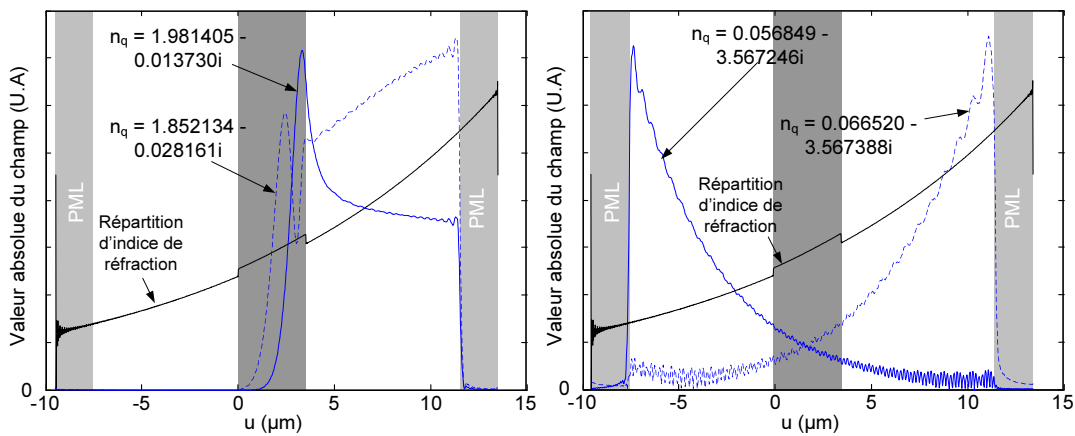 Valeur absolue du champ (U.A)
n_q = 1.981405 -
0.013730i
n_q = 1.852134 -
0.028161i
PML
Répartition
d'indice de
réfraction
PML
0
-10
-5
0
5
10
15
u (µm)
Valeur absolue du champ (U.A)
n_q = 0.056849 -
3.567246i
n_q = 0.066520 -
3.567388i
PML
Répartition
d'indice de
réfraction
PML
0
-10
-5
0
5
10
15
u (µm)